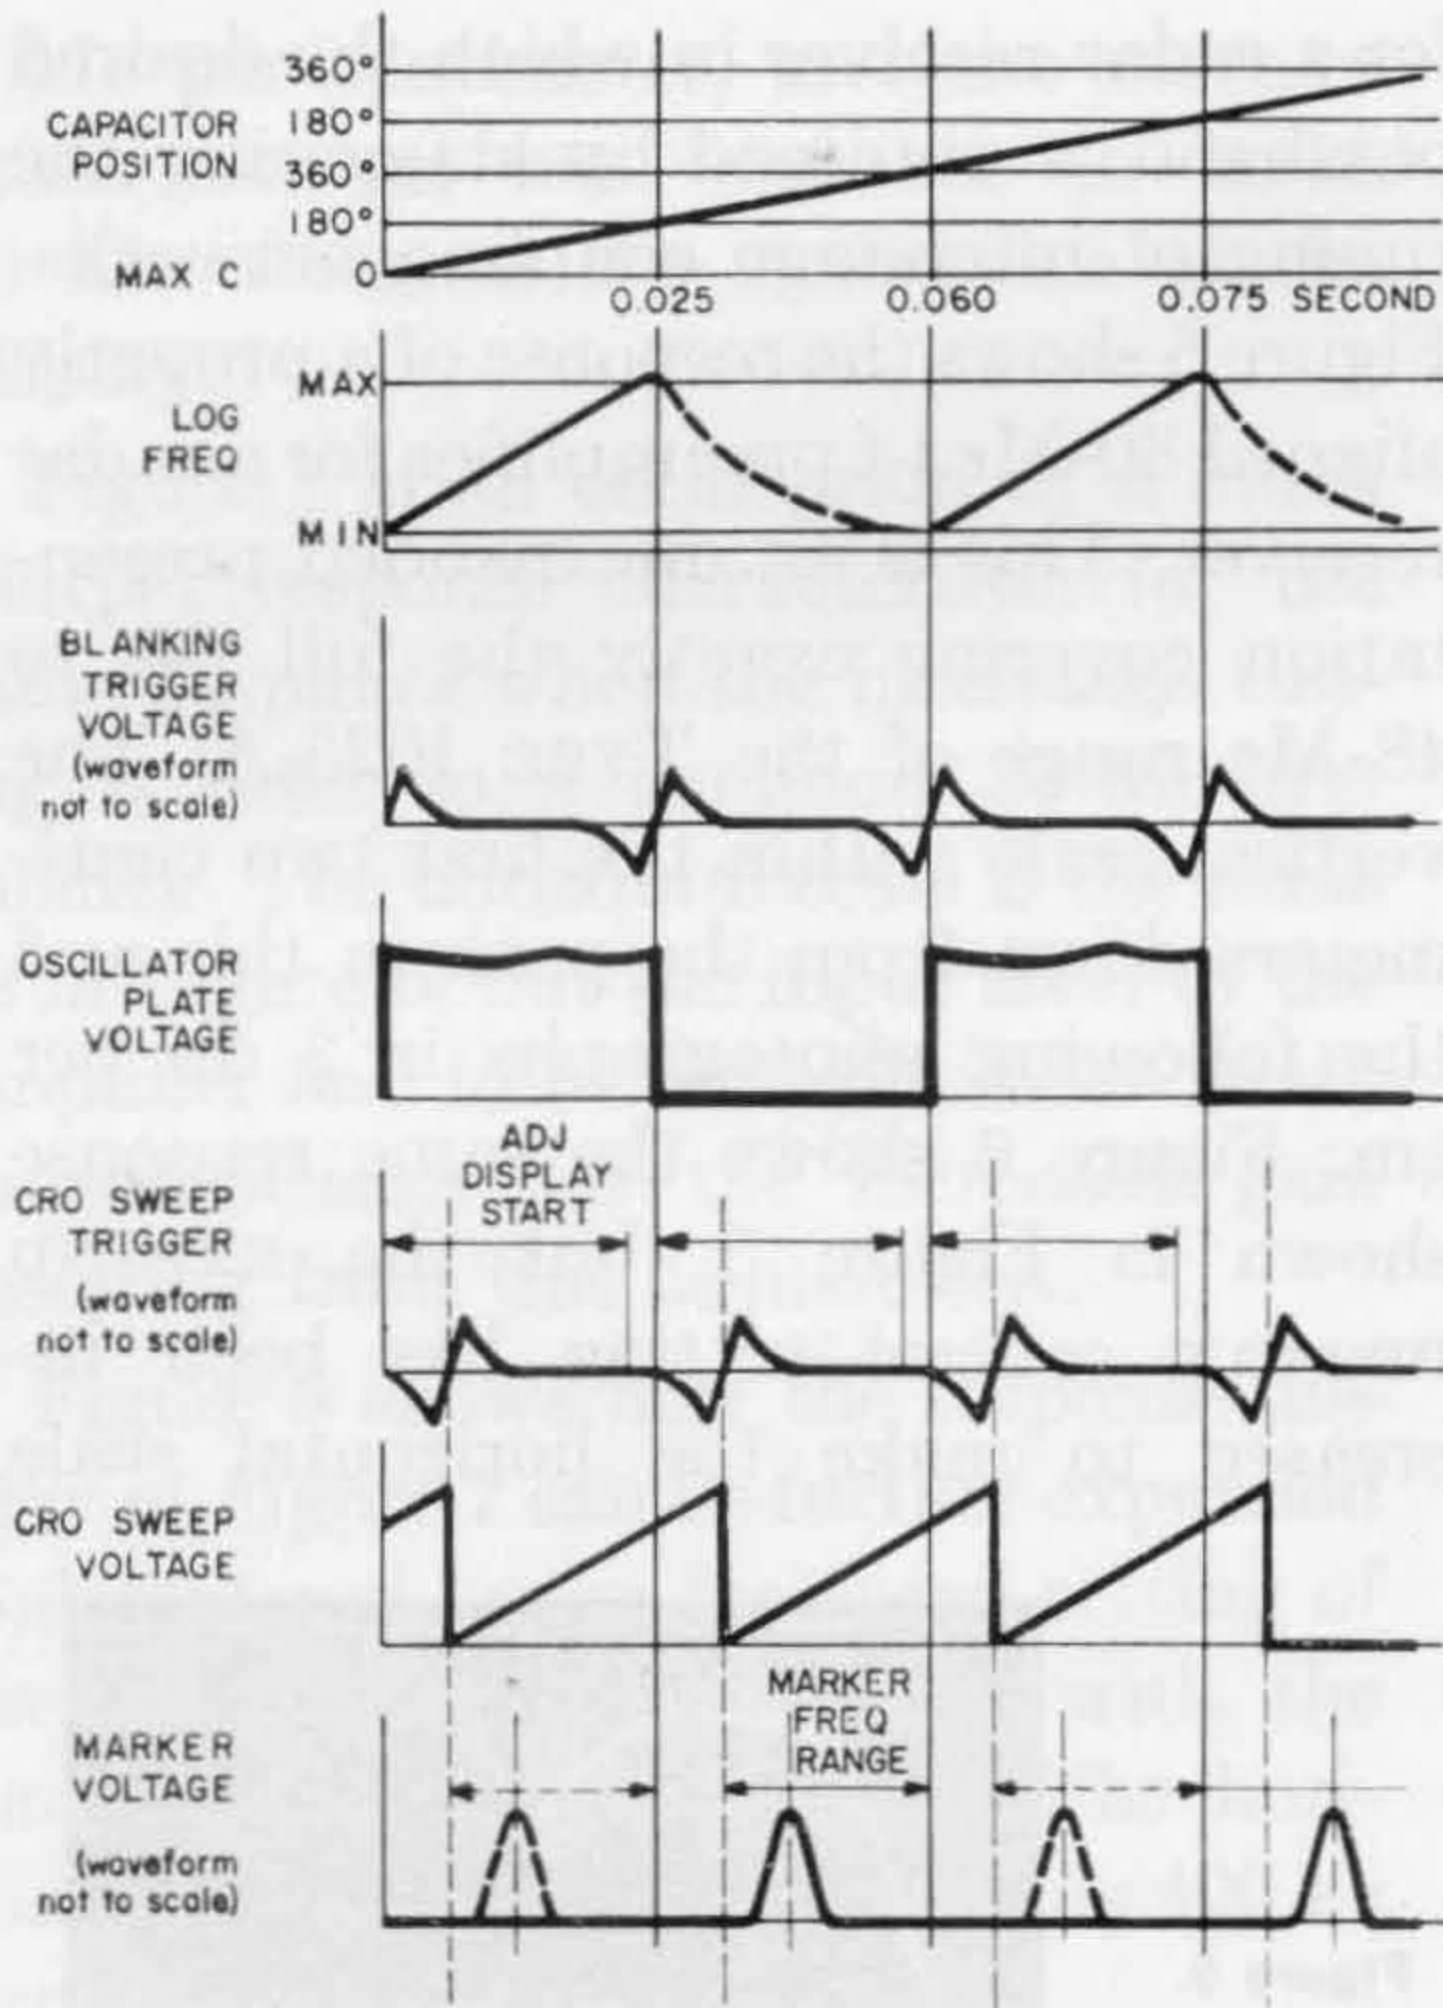 360°
CAPACITOR 180°
POSITION 360°
180°
MAX C 0
0.025 0.060 0.075 SECOND
MAX
LOG
FREQ
MIN
BLANKING
TRIGGER
VOLTAGE
(waveform
not to scale)
OSCILLATOR
PLATE
VOLTAGE
ADJ
DISPLAY
START
CRO SWEEP
TRIGGER
(waveform
not to scale)
CRO SWEEP
VOLTAGE
MARKER
FREQ
RANGE
MARKER
VOLTAGE
(waveform
not to scale)